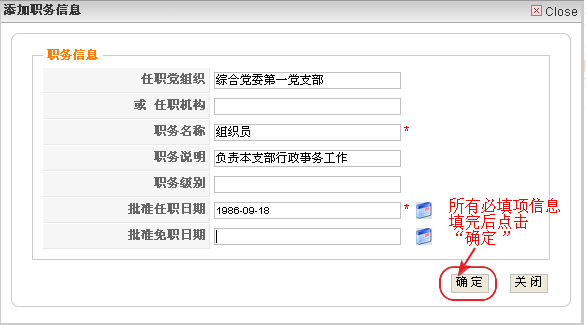 添加职务信息 Close
职务信息
任职党组织 综合党委第一党支部
或 任职机构
职务名称 组织员 *
职务说明 负责本支部行政事务工作
职务级别
批准任职日期 1986-09-18 *
批准免职日期
所有必填项信息
填完后点击
“确定 ”
确 定 关 闭